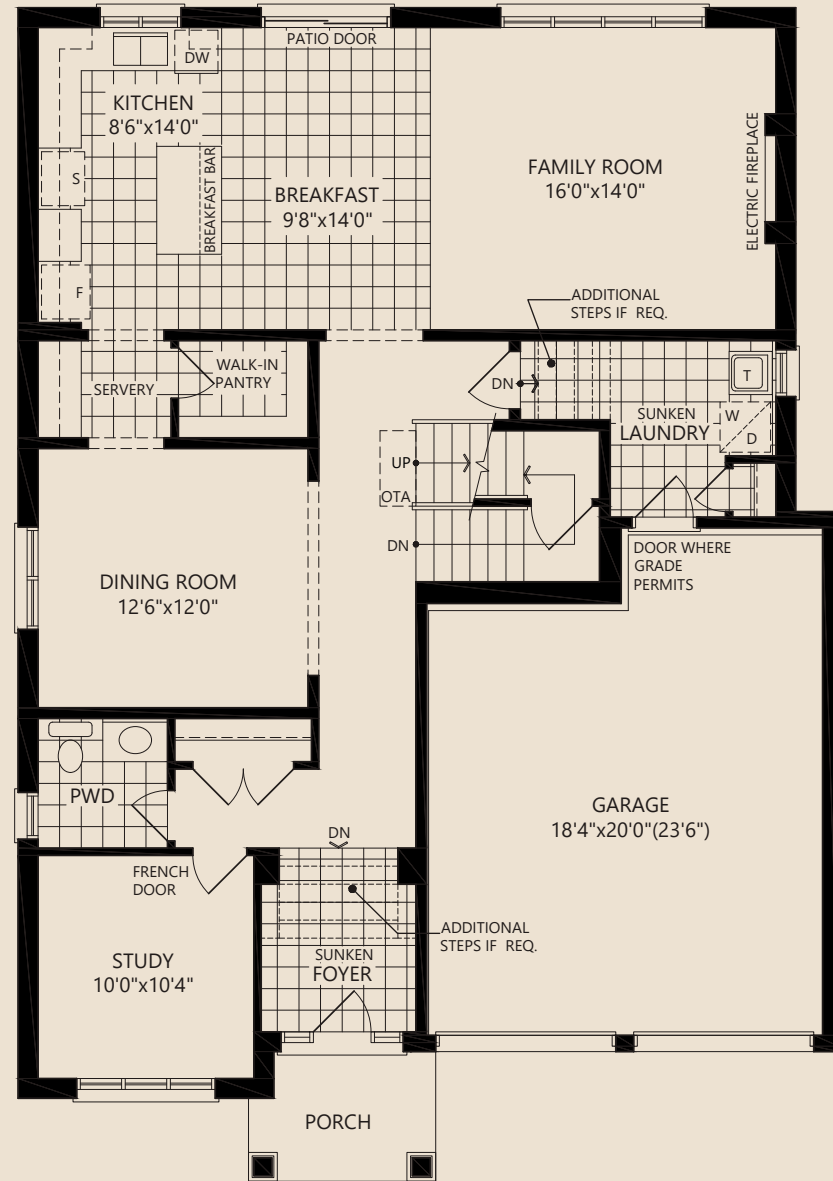 PATIO DOOR
DW
KITCHEN
8'6"x14'0"
S
BREAKFAST BAR
BREAKFAST
9'8"x14'0"
F
FAMILY ROOM
16'0"x14'0"
ELECTRIC FIREPLACE
ADDITIONAL
STEPS IF REQ.
SERVERY
WALK-IN
PANTRY
DN
T
W
D
SUNKEN
LAUNDRY
UP
OTA
DN
DOOR WHERE
GRADE
PERMITS
DINING ROOM
12'6"x12'0"
PWD
GARAGE
18'4"x20'0"(23'6")
DN
FRENCH
DOOR
ADDITIONAL
STEPS IF REQ.
STUDY
10'0"x10'4"
SUNKEN
FOYER
PORCH